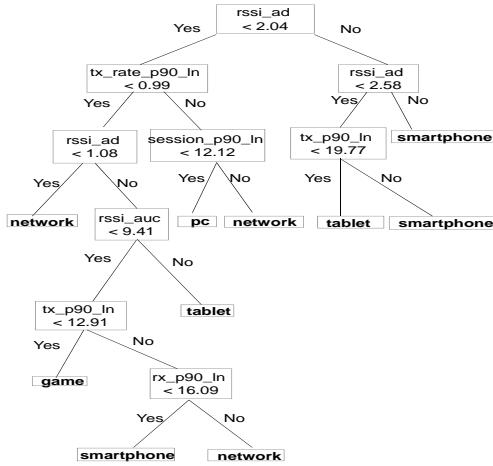 rssi_ad
< 2.04
Yes
No
tx_rate_p90_ln
< 0.99
rssi_ad
< 2.58
Yes
No
Yes
No
rssi_ad
< 1.08
session_p90_ln
< 12.12
tx_p90_ln
< 19.77
smartphone
Yes
No
Yes
No
Yes
No
network
rssi_auc
< 9.41
pc
network
tablet
smartphone
Yes
No
tx_p90_ln
< 12.91
tablet
Yes
No
game
rx_p90_ln
< 16.09
Yes
No
smartphone
network